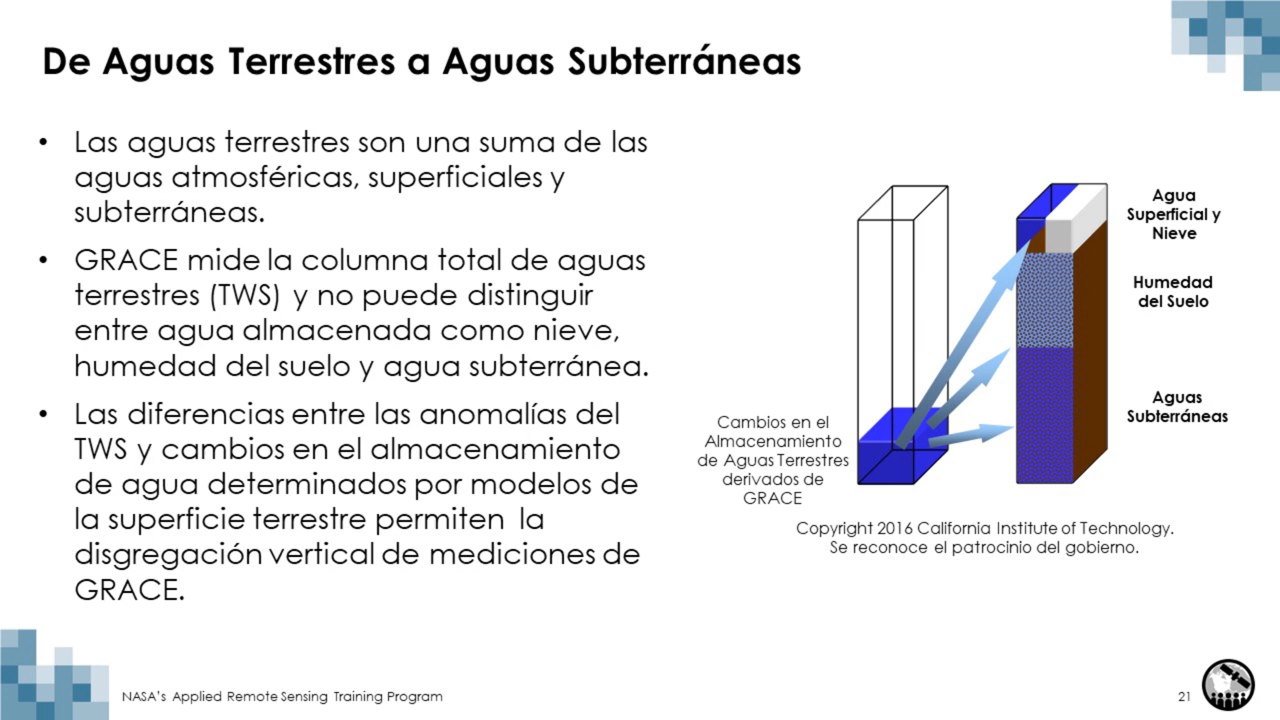 De Aguas Terrestres a Aguas Subterráneas
• Las aguas terrestres son una suma de las
aguas atmosféricas, superficiales y
subterráneas.
• GRACE mide la columna total de aguas
terrestres (TWS) y no puede distinguir
entre agua almacenada como nieve,
humedad del suelo y agua subterránea.
• Las diferencias entre las anomalías del
TWS y cambios en el almacenamiento
de agua determinados por modelos de
la superficie terrestre permiten la
disgregación vertical de mediciones de
GRACE.
Agua
Superficial y
Nieve
Humedad
del Suelo
Aguas
Subterráneas
Cambios en el
Almacenamiento
de Aguas Terrestres
derivados de
GRACE
Copyright 2016 California Institute of Technology.
Se reconoce el patrocinio del gobierno.
NASA's Applied Remote Sensing Training Program
21